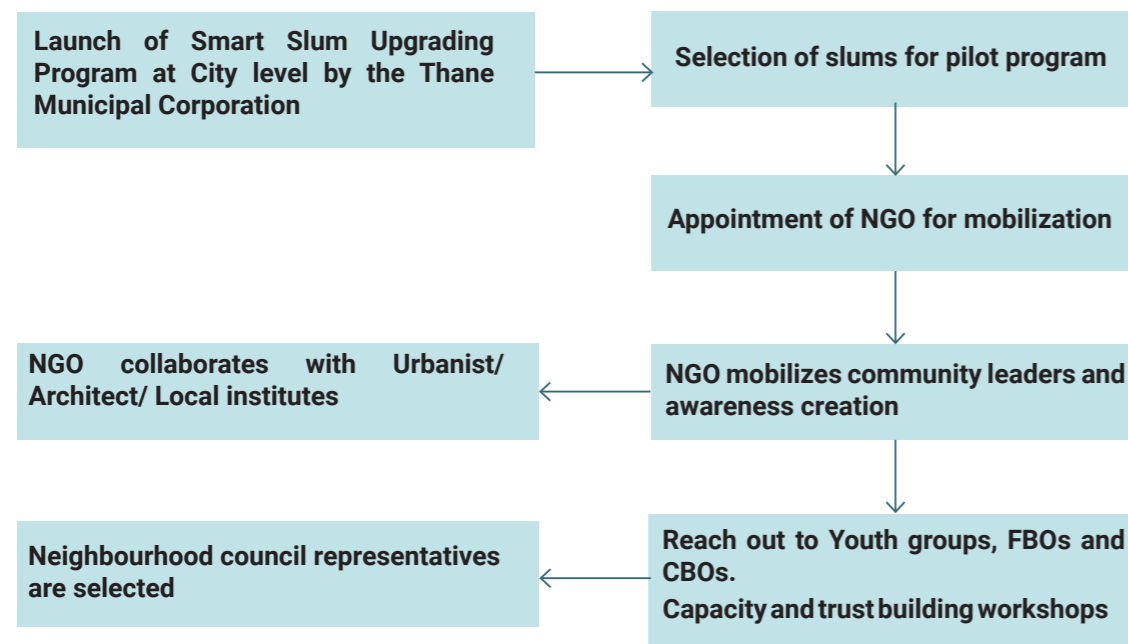 Launch of Smart Slum Upgrading
Program at City level by the Thane
Municipal Corporation
Selection of slums for pilot program
Appointment of NGO for mobilization
NGO mobilizes community leaders and
awareness creation
NGO collaborates with Urbanist/
Architect/ Local institutes
Reach out to Youth groups, FBOs and
CBOs.
Capacity and trust building workshops
Neighbourhood council representatives
are selected